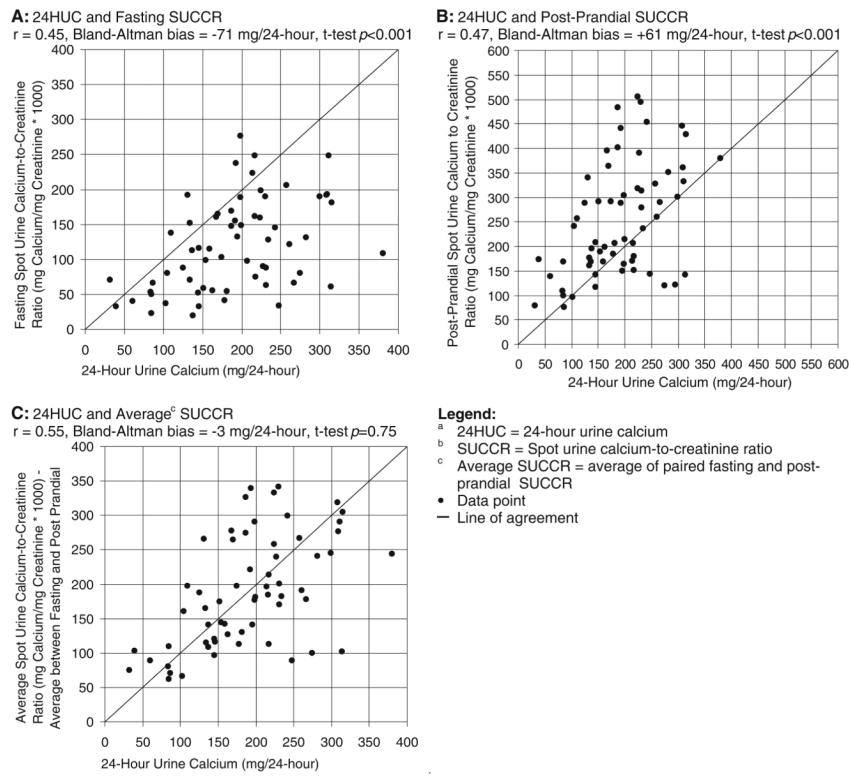 A: 24HUC and Fasting SUCCR
r = 0.45, Bland-Altman bias = -71 mg/24-hour, t-test p<0.001
400
350
300
250
200
150
100
50
0
Fasting Spot Urine Calcium-to-Creatinine
Ratio (mg Calcium/mg Creatinine * 1000)
0 50 100 150 200 250 300 350 400
24-Hour Urine Calcium (mg/24-hour)
B: 24HUC and Post-Prandial SUCCR
r = 0.47, Bland-Altman bias = +61 mg/24-hour, t-test p<0.001
600
550
500
450
400
350
300
250
200
150
100
50
0
Post-Prandial Spot Urine Calcium to Creatinine
Ratio (mg Calcium/mg Creatinine * 1000)
0 50 100 150 200 250 300 350 400 450 500 550 600
24-Hour Urine Calcium (mg/24-hour)
C: 24HUC and Averageᶜ SUCCR
r = 0.55, Bland-Altman bias = -3 mg/24-hour, t-test p=0.75
400
350
300
250
200
150
100
50
0
Average Spot Urine Calcium-to-Creatinine
Ratio (mg Calcium/mg Creatinine * 1000) -
Average between Fasting and Post Prandial
0 50 100 150 200 250 300 350 400
24-Hour Urine Calcium (mg/24-hour)
Legend:
ᵃ 24HUC = 24-hour urine calcium
ᵇ SUCCR = Spot urine calcium-to-creatinine ratio
ᶜ Average SUCCR = average of paired fasting and post-
prandial SUCCR
● Data point
— Line of agreement